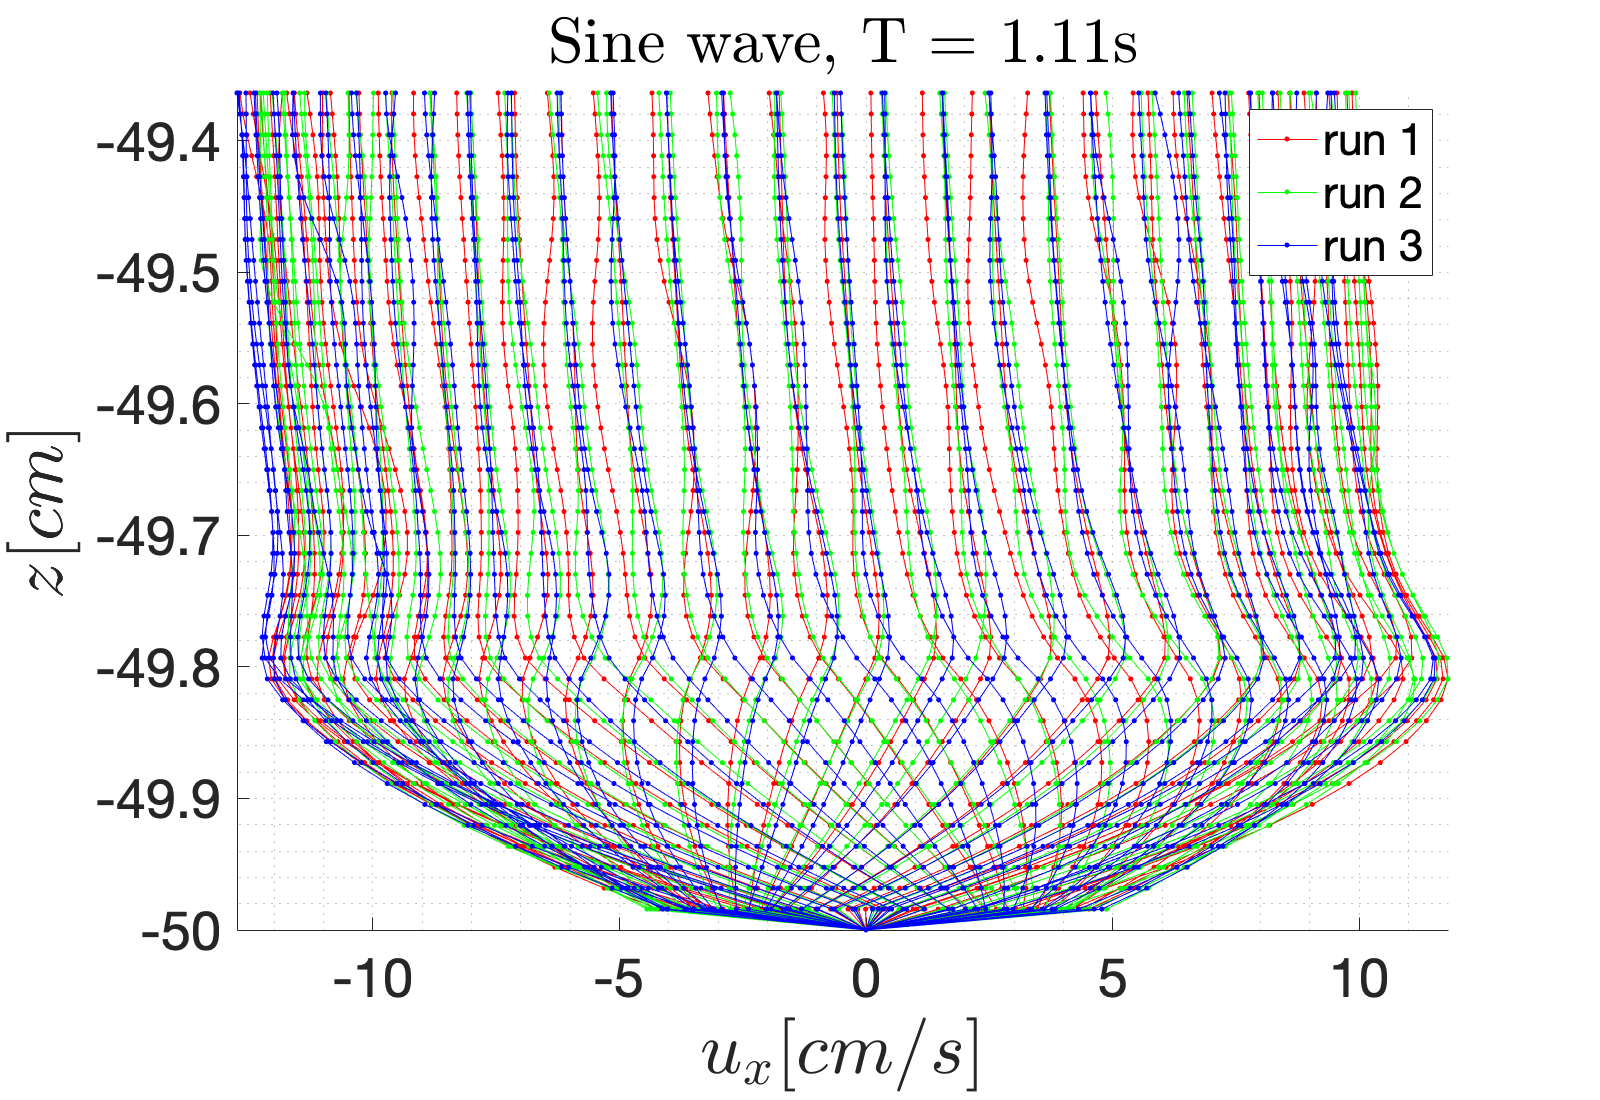 Sine wave, T = 1.11s
-49.4
-49.5
-49.6
-49.7
-49.8
-49.9
-50
z[cm]
run 1
run 2
run 3
-10
-5
0
5
10
u_x[cm/s]